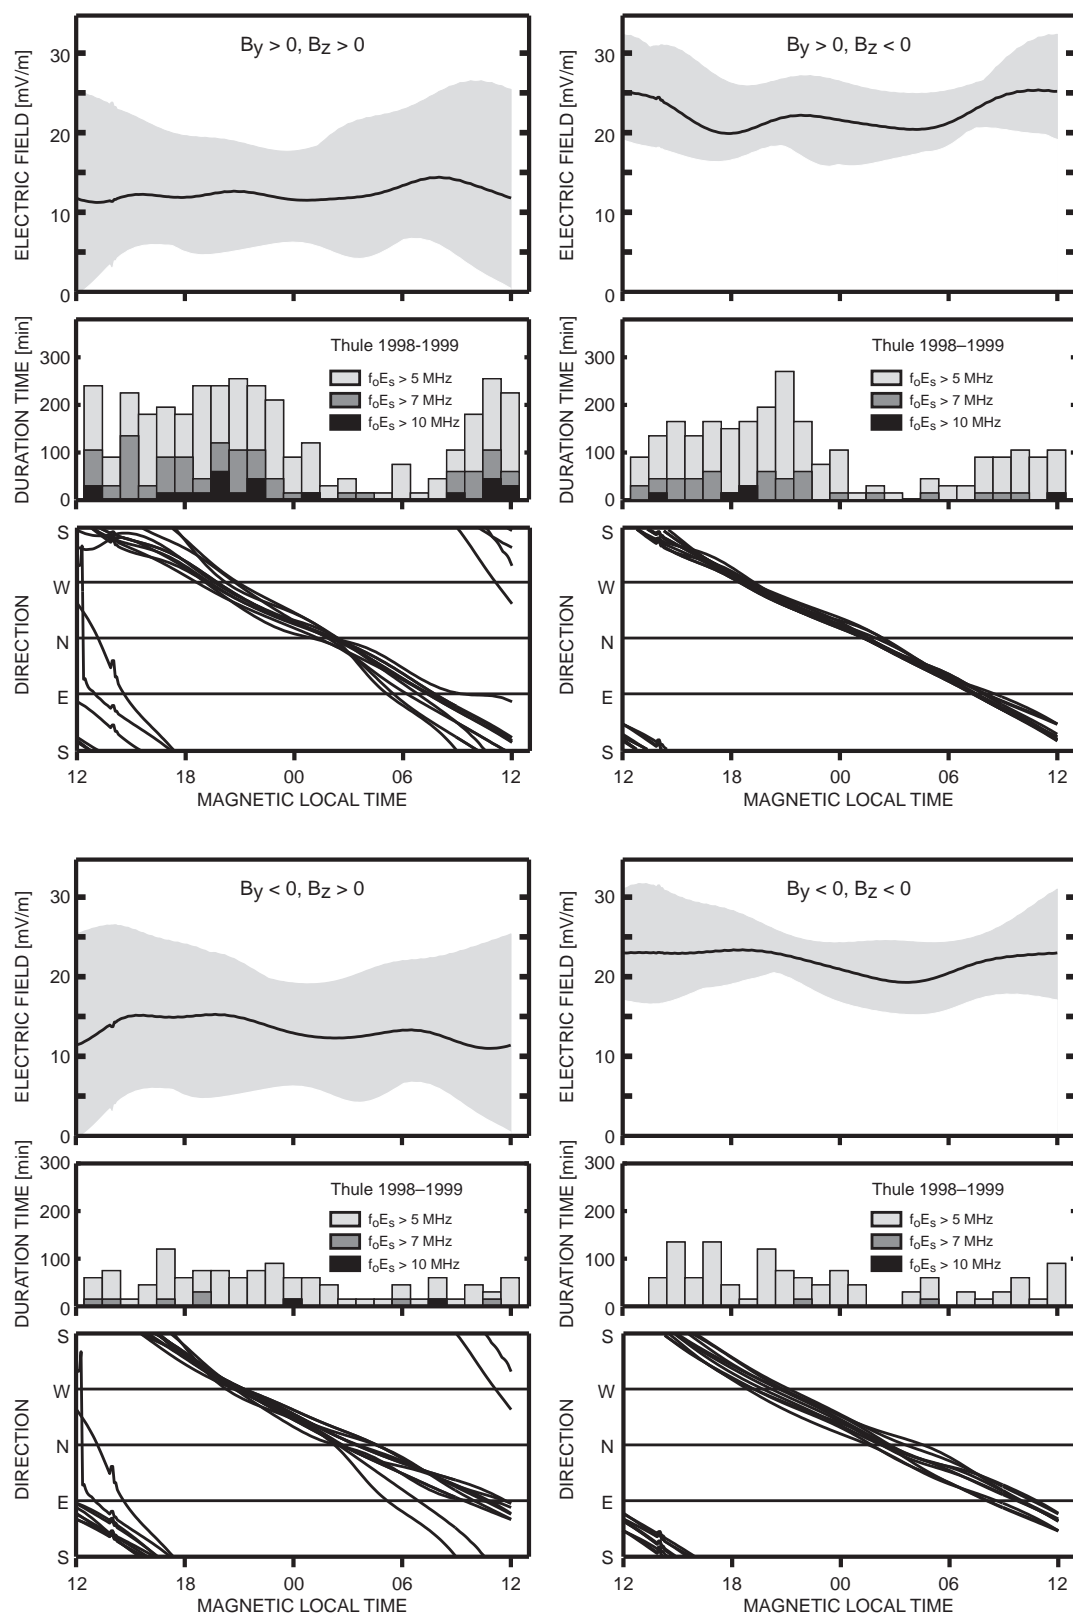 By > 0, Bz > 0
ELECTRIC FIELD [mV/m]
30
20
10
0
Thule 1998-1999
foEs > 5 MHz
foEs > 7 MHz
foEs > 10 MHz
DURATION TIME [min]
300
200
100
0
DIRECTION
S
W
N
E
S
12 18 00 06 12
MAGNETIC LOCAL TIME
By > 0, Bz < 0
ELECTRIC FIELD [mV/m]
30
20
10
0
Thule 1998–1999
foEs > 5 MHz
foEs > 7 MHz
foEs > 10 MHz
DURATION TIME [min]
300
200
100
0
DIRECTION
S
W
N
E
S
12 18 00 06 12
MAGNETIC LOCAL TIME
By < 0, Bz > 0
ELECTRIC FIELD [mV/m]
30
20
10
0
Thule 1998–1999
foEs > 5 MHz
foEs > 7 MHz
foEs > 10 MHz
DURATION TIME [min]
300
200
100
0
DIRECTION
S
W
N
E
S
12 18 00 06 12
MAGNETIC LOCAL TIME
By < 0, Bz < 0
ELECTRIC FIELD [mV/m]
30
20
10
0
Thule 1998–1999
foEs > 5 MHz
foEs > 7 MHz
foEs > 10 MHz
DURATION TIME [min]
300
200
100
0
DIRECTION
S
W
N
E
S
12 18 00 06 12
MAGNETIC LOCAL TIME